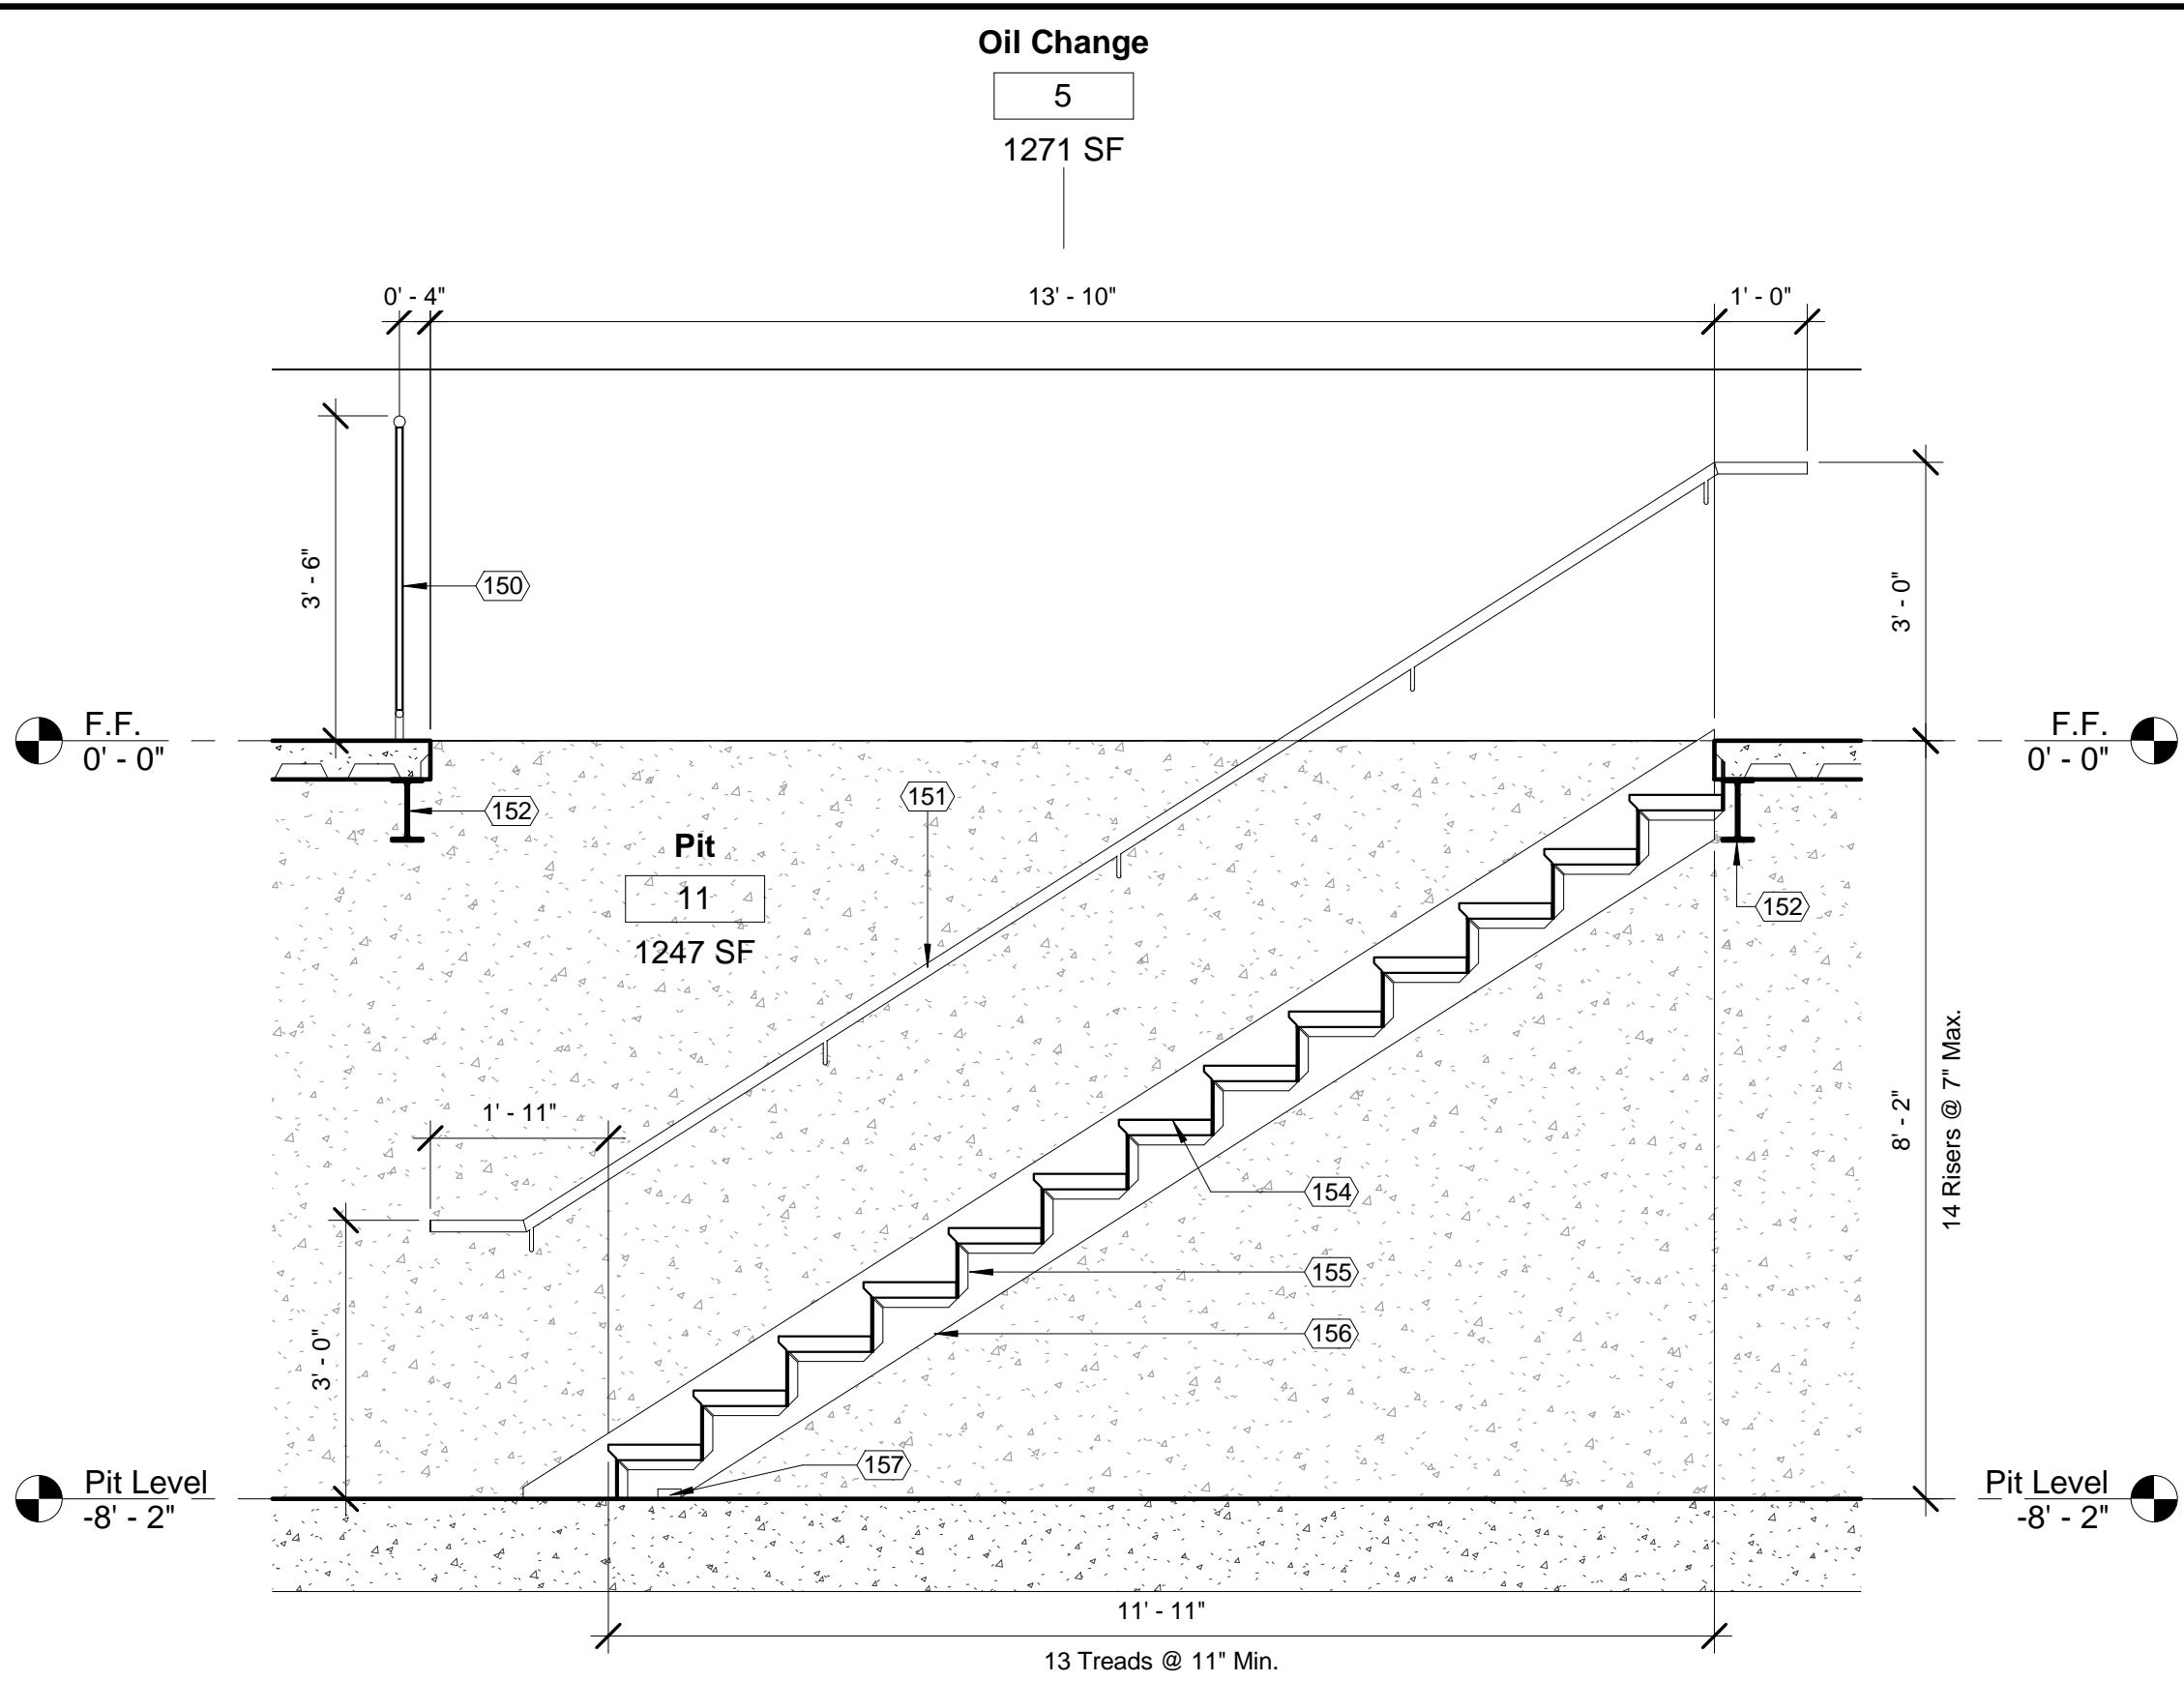 Oil Change
5
1271 SF
0' - 4"
13' - 10"
1' - 0"
3' - 6"
150
3' - 0"
F.F.
0' - 0"
F.F.
0' - 0"
151
152
Pit
11
1247 SF
152
14 Risers @ 7" Max.
8' - 2"
1' - 11"
154
155
156
3' - 0"
157
Pit Level
-8' - 2"
Pit Level
-8' - 2"
11' - 11"
13 Treads @ 11" Min.